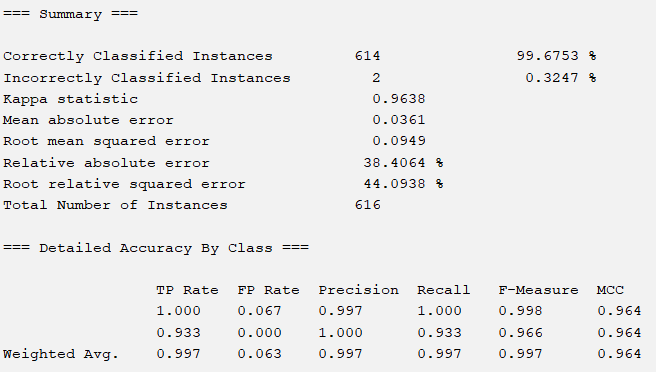 === Summary ===
Correctly Classified Instances 614 99.6753 %
Incorrectly Classified Instances 2 0.3247 %
Kappa statistic 0.9638
Mean absolute error 0.0361
Root mean squared error 0.0949
Relative absolute error 38.4064 %
Root relative squared error 44.0938 %
Total Number of Instances 616
=== Detailed Accuracy By Class ===
TP Rate FP Rate Precision Recall F-Measure MCC
1.000 0.067 0.997 1.000 0.998 0.964
0.933 0.000 1.000 0.933 0.966 0.964
Weighted Avg. 0.997 0.063 0.997 0.997 0.997 0.964